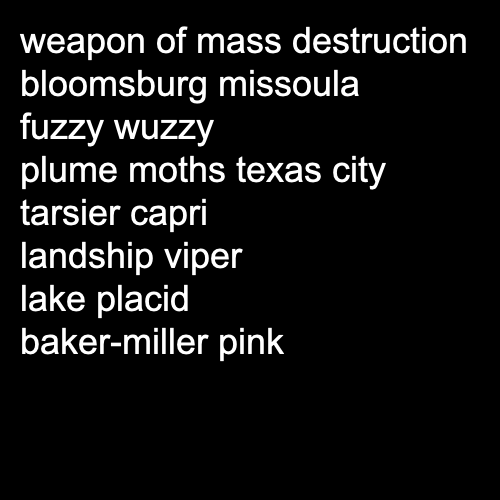 weapon of mass destruction
bloomsburg missoula
fuzzy wuzzy
plume moths texas city
tarsier capri
landship viper
lake placid
baker-miller pink